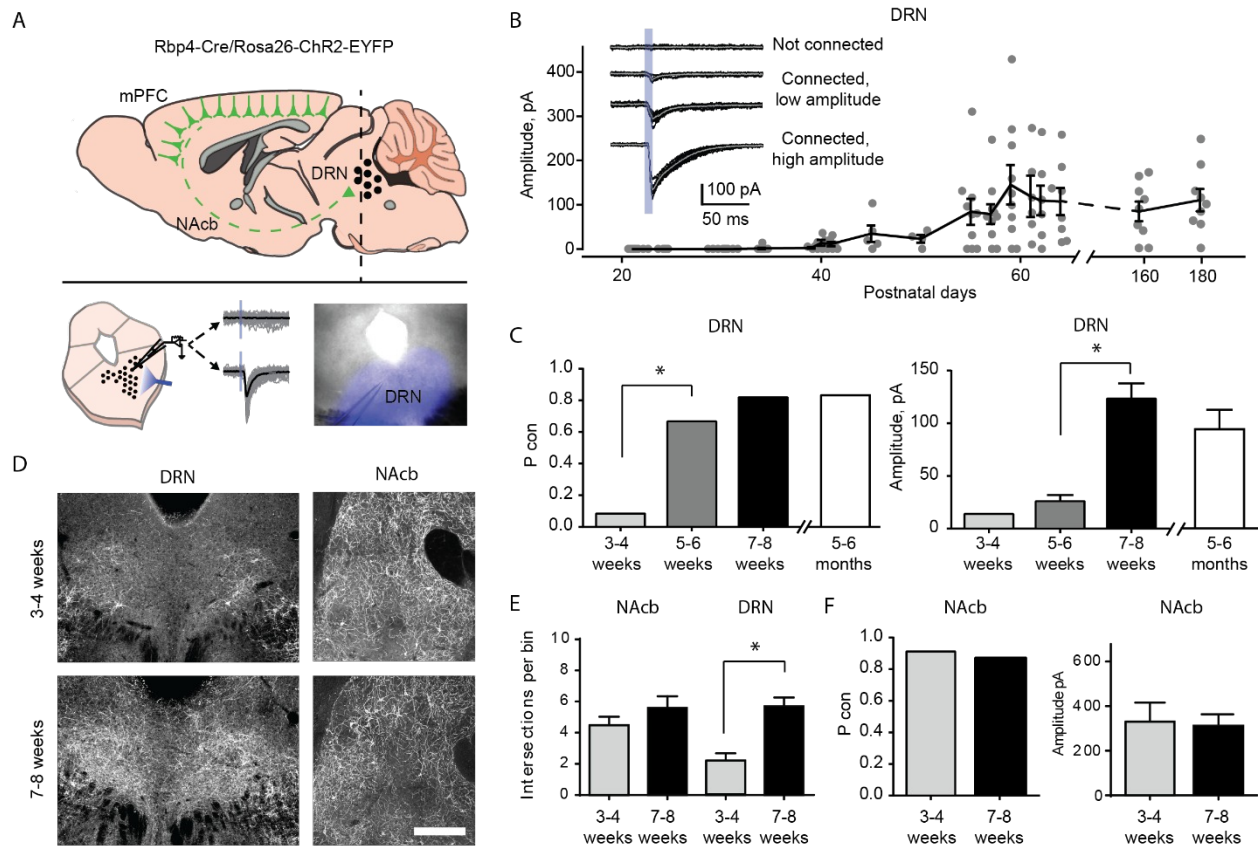 A
Rbp4-Cre/Rosa26-ChR2-EYFP
mPFC
DRN
NAcb
DRN
B
DRN
Amplitude, pA
400
300
200
100
0
Not connected
Connected,
low amplitude
Connected,
high amplitude
100 pA
50 ms
20
40
60
160
180
Postnatal days
C
DRN
P con
1.0
0.8
0.6
0.4
0.2
0.0
*
3-4
weeks
5-6
weeks
7-8
weeks
5-6
months
DRN
Amplitude, pA
150
100
50
0
*
3-4
weeks
5-6
weeks
7-8
weeks
5-6
months
D
DRN
NAcb
3-4 weeks
7-8 weeks
E
NAcb
DRN
Intersections per bin
10
8
6
4
2
0
*
3-4
weeks
7-8
weeks
3-4
weeks
7-8
weeks
F
NAcb
P con
1.0
0.8
0.6
0.4
0.2
0.0
3-4
weeks
7-8
weeks
NAcb
Amplitude pA
600
400
200
0
3-4
weeks
7-8
weeks